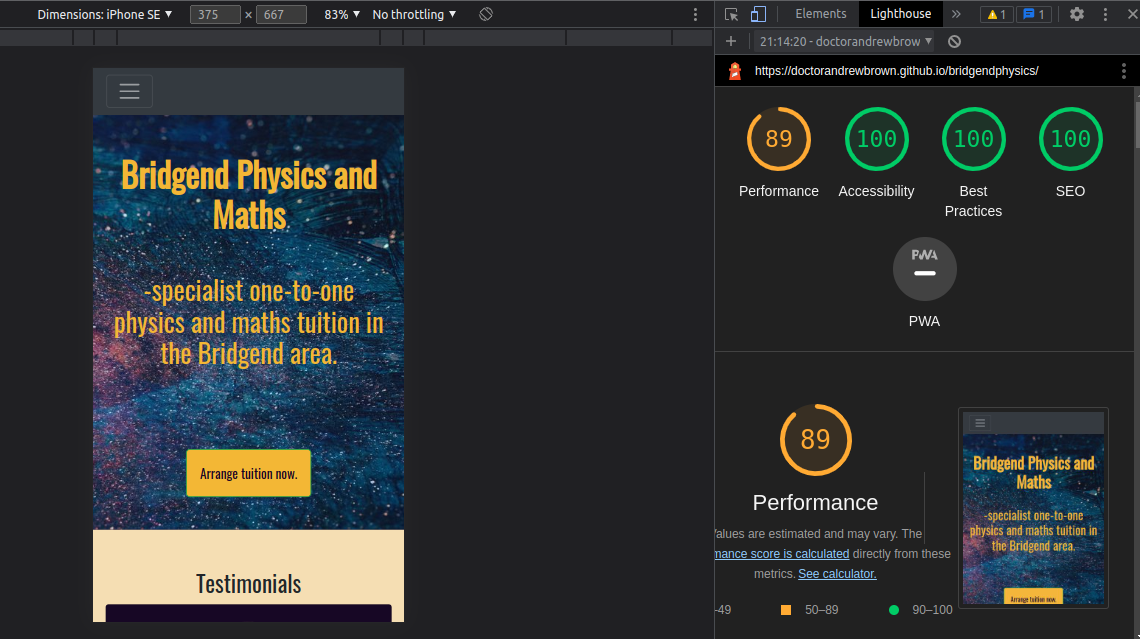 Dimensions: iPhone SE ▼ 375 × 667 83% ▼ No throttling ▼
Elements Lighthouse » 1 1
21:14:20 - doctorandrewbrow ▼
https://doctorandrewbrown.github.io/bridgendphysics/
89 100 100 100
Performance Accessibility Best Practices SEO
PWA
PWA
Bridgend Physics and
Maths
-specialist one-to-one
physics and maths tuition in
the Bridgend area.
Arrange tuition now.
Testimonials
89
Performance
Values are estimated and may vary. The
mance score is calculated directly from these
metrics. See calculator.
-49 50–89 90–100
Bridgend Physics and
Maths
-specialist one-to-one
physics and maths tuition in
the Bridgend area.
Arrange tuition now.